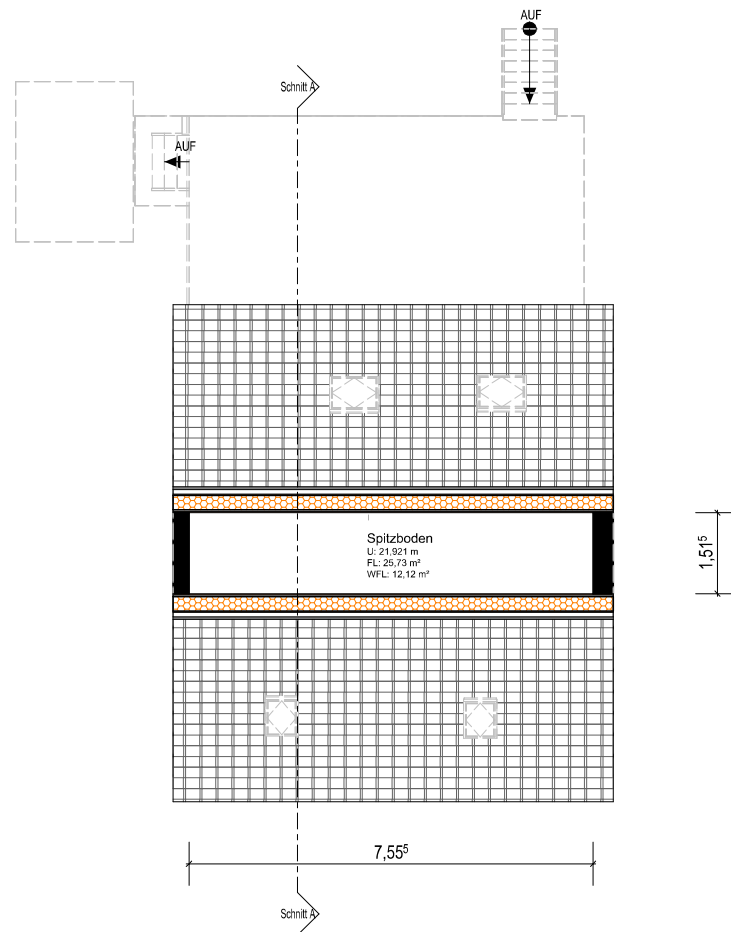 AUF
Schnitt A
AUF
Spitzboden
U: 21,921 m
FL: 25,73 m²
WFL: 12,12 m²
1,51⁵
7,55⁵
Schnitt A